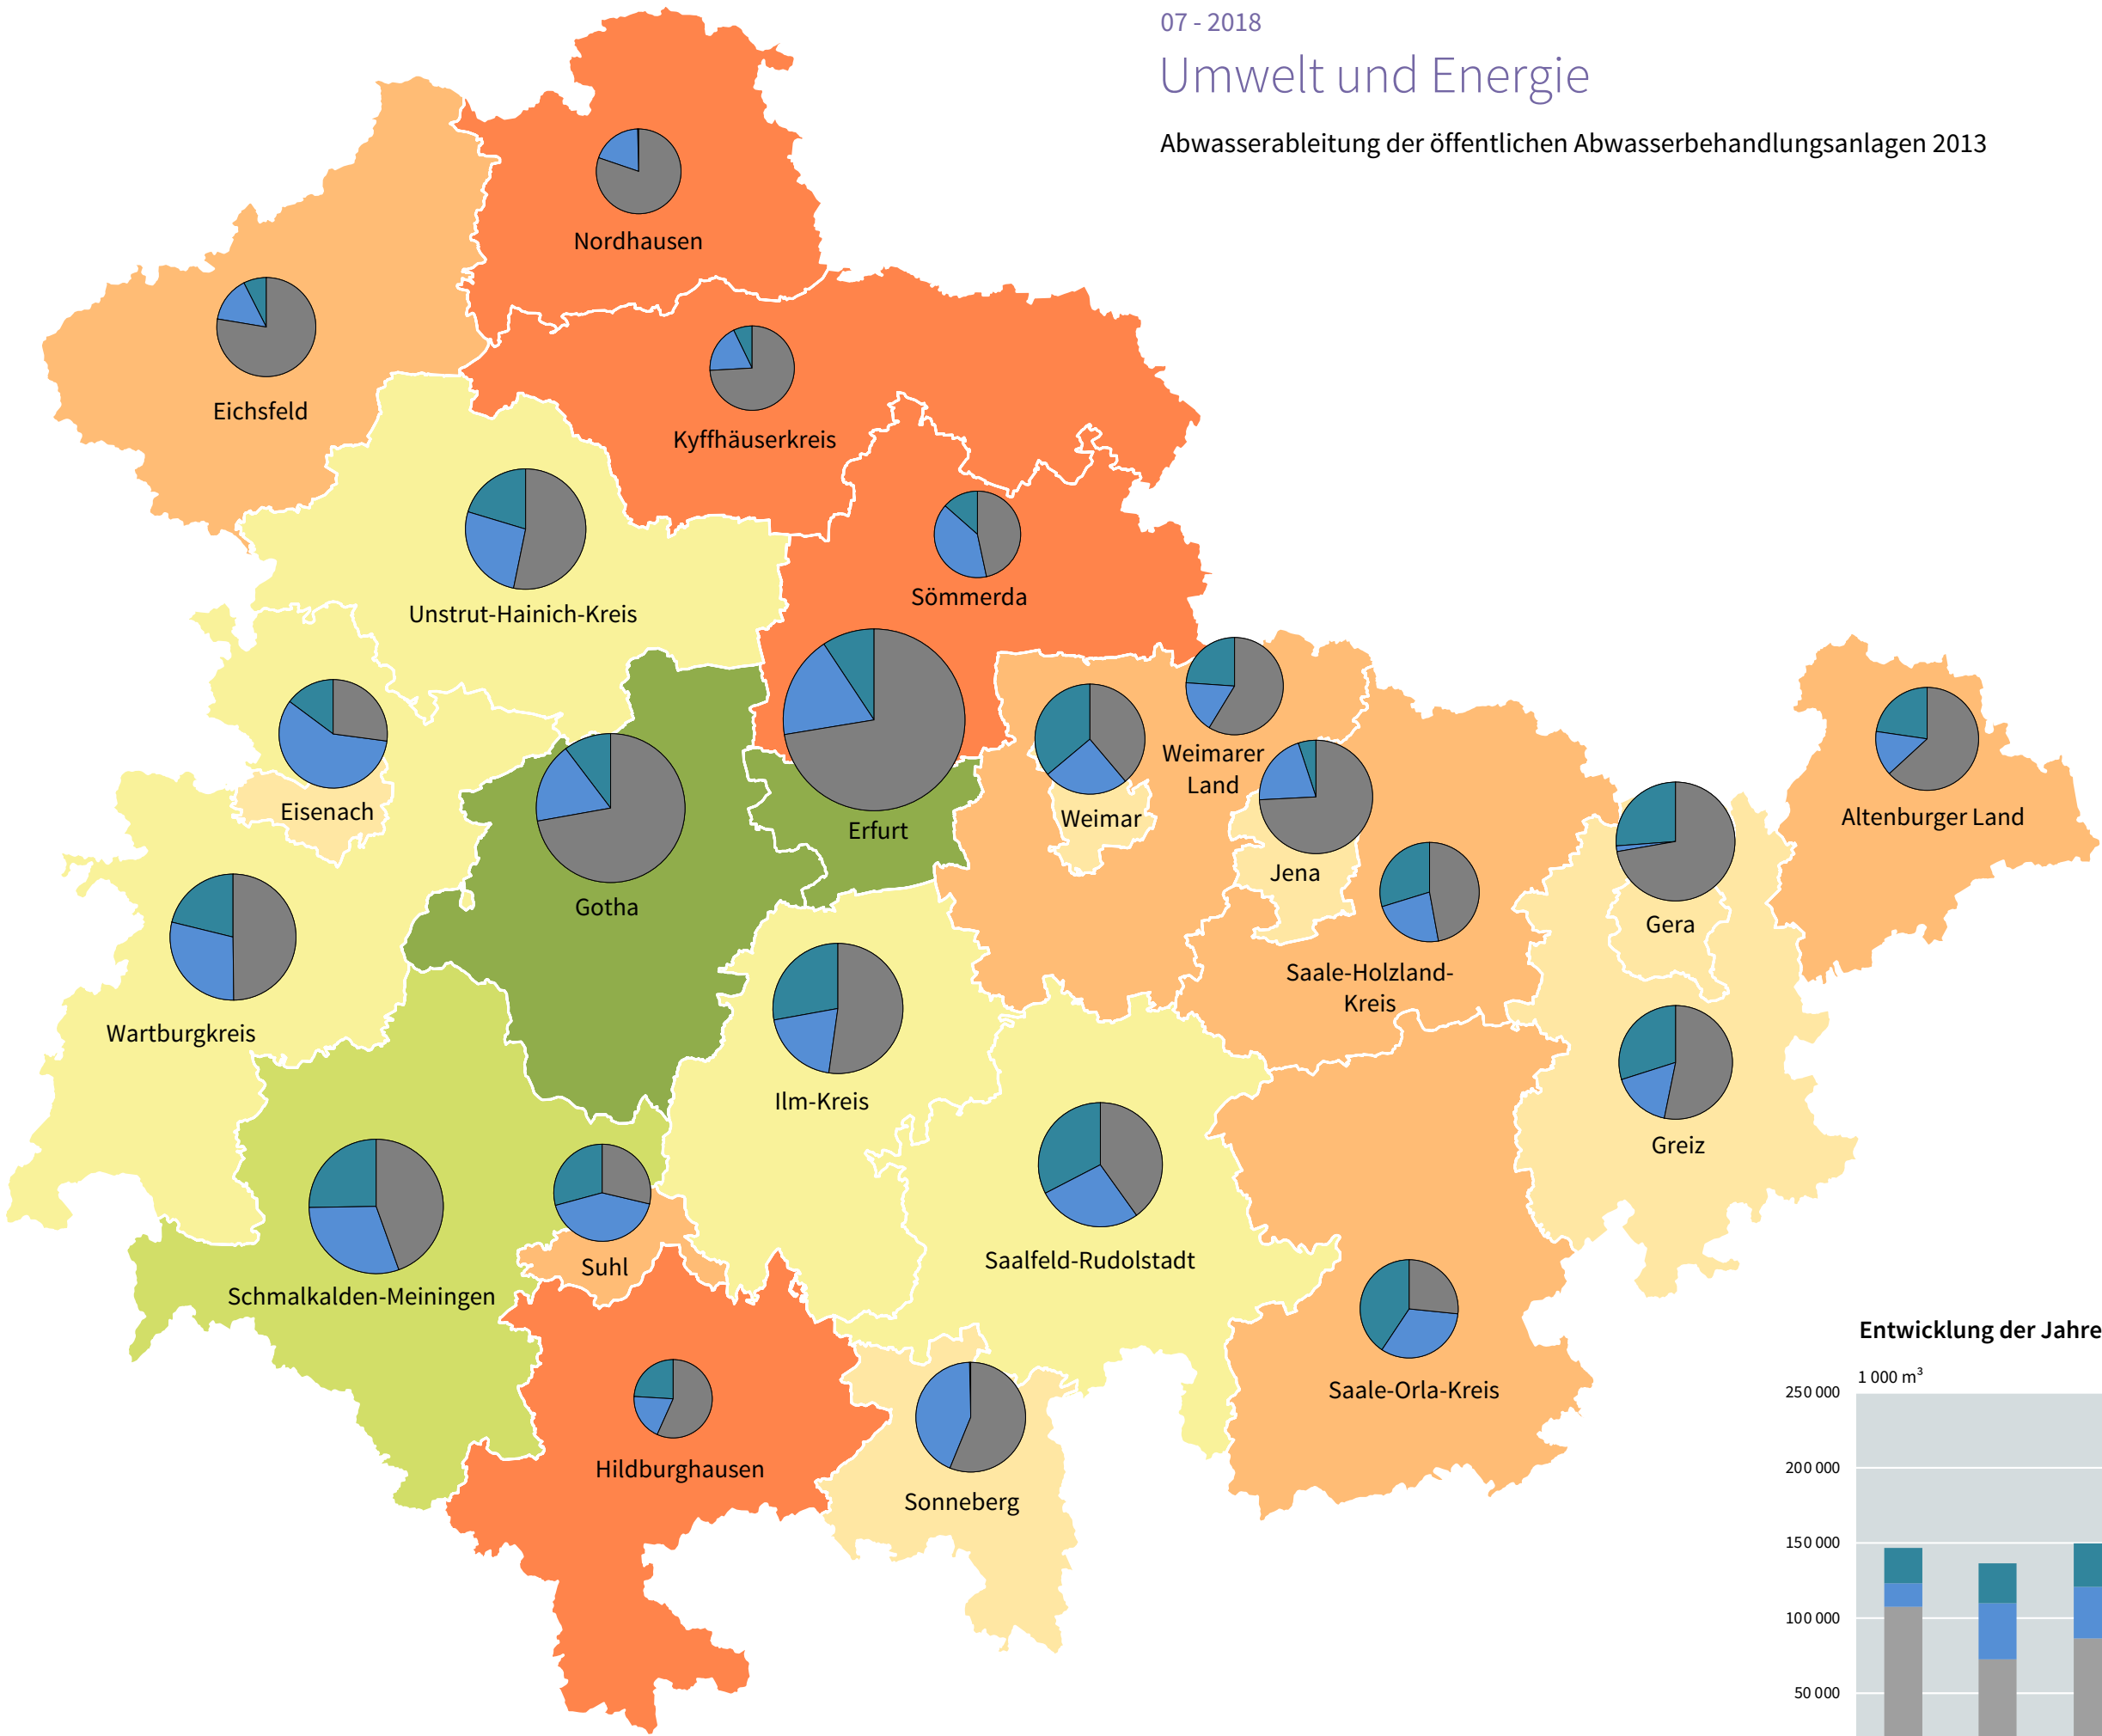 07 - 2018
Umwelt und Energie
Abwasserableitung der öffentlichen Abwasserbehandlungsanlagen 2013
Nordhausen
Eichsfeld
Kyffhäuserkreis
Unstrut-Hainich-Kreis
Sömmerda
Weimarer
Land
Eisenach
Weimar
Erfurt
Altenburger Land
Jena
Gotha
Gera
Saale-Holzland-
Kreis
Wartburgkreis
Ilm-Kreis
Greiz
Saalfeld-Rudolstadt
Suhl
Schmalkalden-Meiningen
Saale-Orla-Kreis
Hildburghausen
Sonneberg
Entwicklung der Jahre
1 000 m³
250 000
200 000
150 000
100 000
50 000